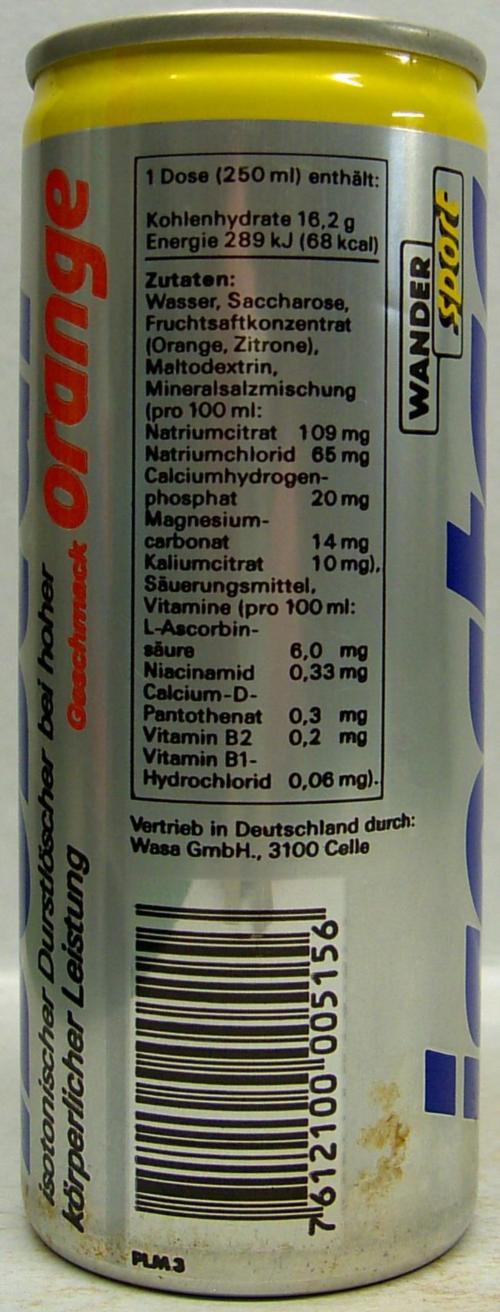 1 Dose (250 ml) enthält:
Kohlenhydrate 16,2 g
Energie 289 kJ (68 kcal)
Zutaten:
Wasser, Saccharose,
Fruchtsaftkonzentrat
(Orange, Zitrone),
Maltodextrin,
Mineralsalzmischung
(pro 100 ml:
Natriumcitrat 109 mg
Natriumchlorid 65 mg
Calciumhydrogen-
phosphat 20 mg
Magnesium-
carbonat 14 mg
Kaliumcitrat 10 mg),
Säuerungsmittel,
Vitamine (pro 100 ml:
L-Ascorbin-
säure 6,0 mg
Niacinamid 0,33 mg
Calcium-D-
Pantothenat 0,3 mg
Vitamin B2 0,2 mg
Vitamin B1-
Hydrochlorid 0,06 mg).
Vertrieb in Deutschland durch:
Wasa GmbH., 3100 Celle
7 612100 005156
PLM 3
isotonischer Durstlöscher bei hoher
körperlicher Leistung
Geschmack orange
WANDER
sport